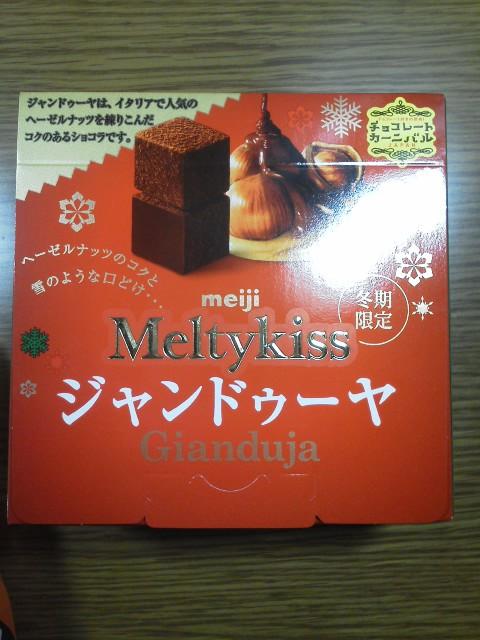 ジャンドゥーヤは、イタリアで人気の
ヘーゼルナッツを練りこんだ
コクのあるショコラです。
チョコレート
カーニバル
JAPAN
ヘーゼルナッツのコクと
雪のような口どけ・・・
meiji
冬期
限定
Meltykiss
ジャンドゥーヤ
Gianduja